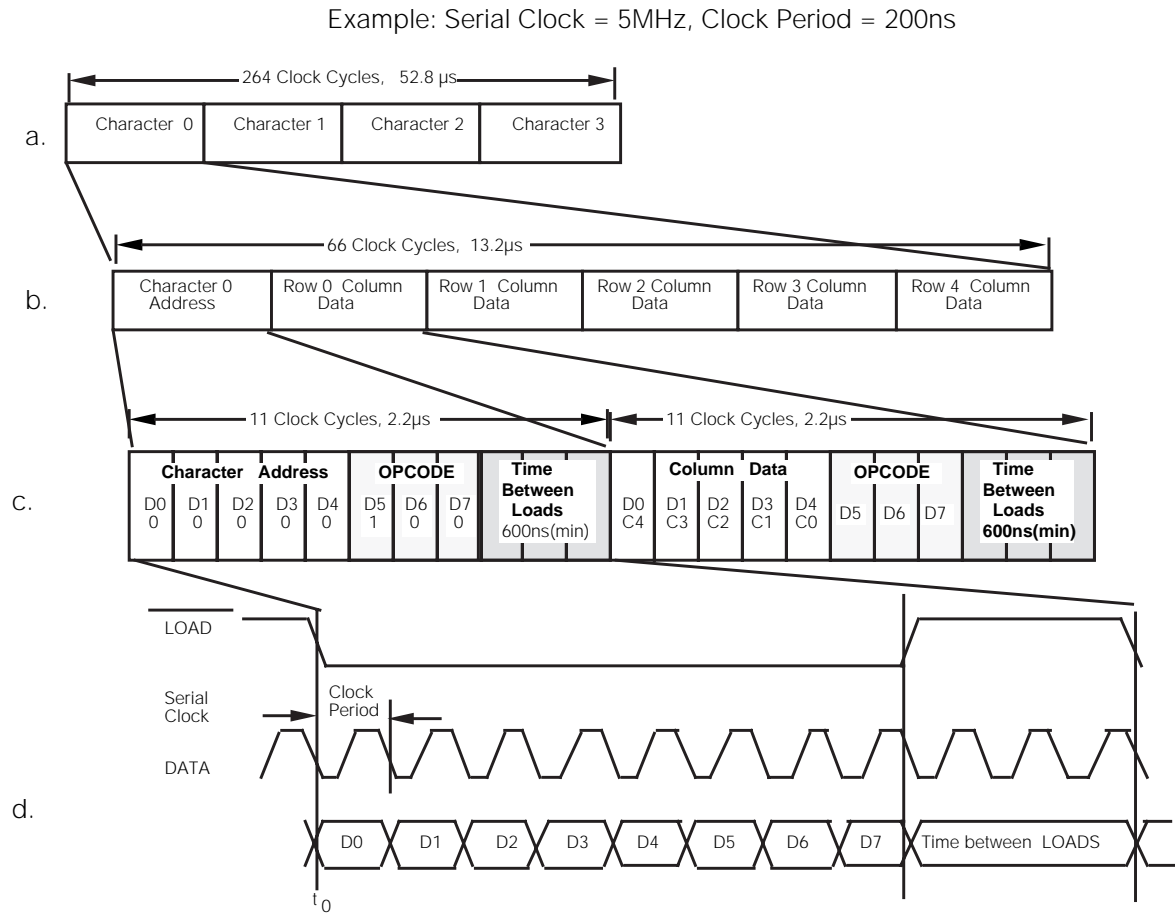 Example: Serial Clock = 5MHz, Clock Period = 200ns
264 Clock Cycles, 52.8 µs
a.
Character 0
Character 1
Character 2
Character 3
66 Clock Cycles, 13.2µs
b.
Character 0
Address
Row 0 Column
Data
Row 1 Column
Data
Row 2 Column
Data
Row 3 Column
Data
Row 4 Column
Data
11 Clock Cycles, 2.2µs
11 Clock Cycles, 2.2µs
c.
Character Address
OPCODE
Time
Between
Loads
600ns(min)
D0 D1 D2 D3 D4 D5 D6 D7
0 0 0 0 0 1 0 0
Column Data
OPCODE
Time
Between
Loads
600ns(min)
D0 D1 D2 D3 D4 D5 D6 D7
C4 C3 C2 C1 C0
LOAD
Serial
Clock
Clock
Period
DATA
d.
D0 D1 D2 D3 D4 D5 D6 D7 Time between LOADS
t0